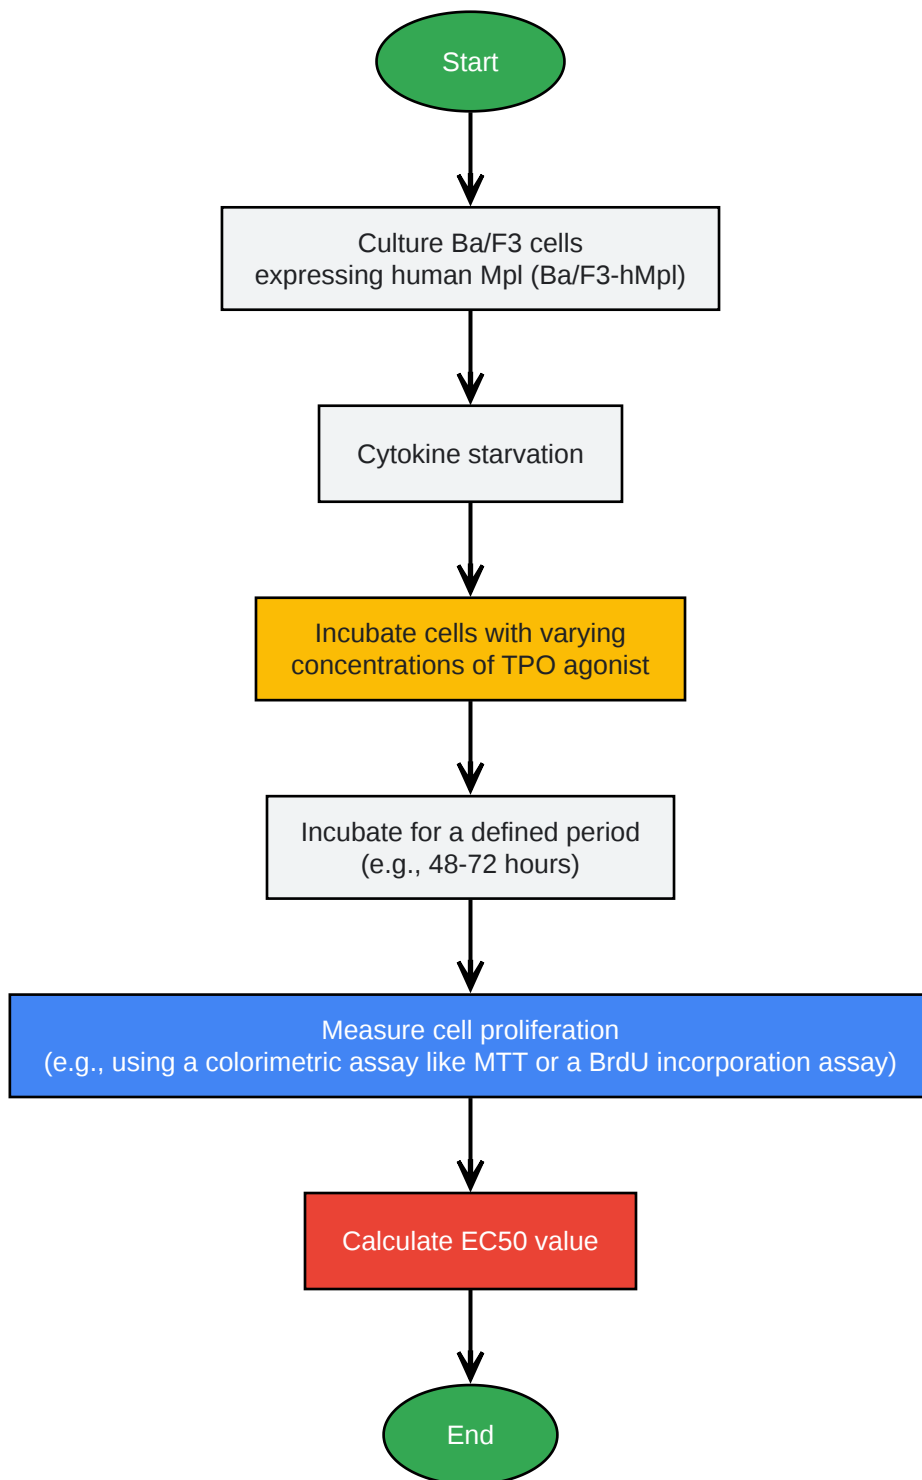 Start
Culture Ba/F3 cells
expressing human Mpl (Ba/F3-hMpl)
Cytokine starvation
Incubate cells with varying
concentrations of TPO agonist
Incubate for a defined period
(e.g., 48-72 hours)
Measure cell proliferation
(e.g., using a colorimetric assay like MTT or a BrdU incorporation assay)
Calculate EC50 value
End